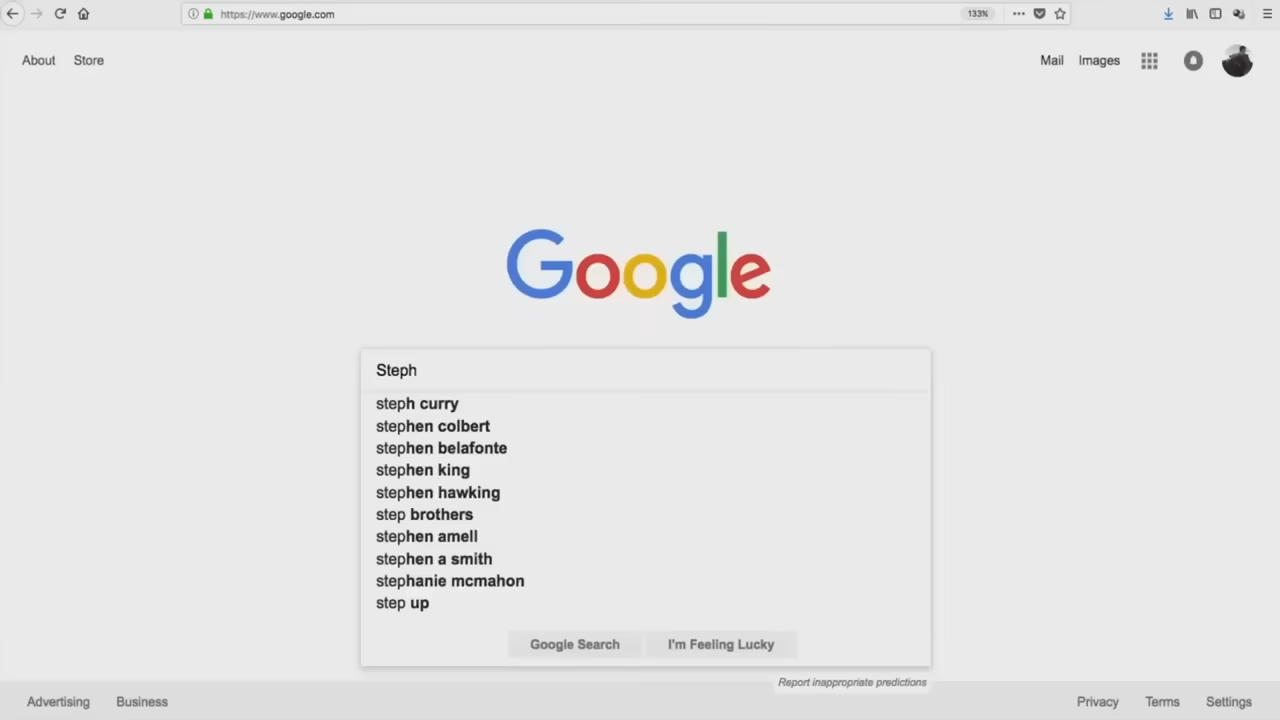 https://www.google.com
133%
About Store
Mail Images
Google
Steph
steph curry
stephen colbert
stephen belafonte
stephen king
stephen hawking
step brothers
stephen amell
stephen a smith
stephanie mcmahon
step up
Google Search I'm Feeling Lucky
Report inappropriate predictions
Advertising Business
Privacy Terms Settings